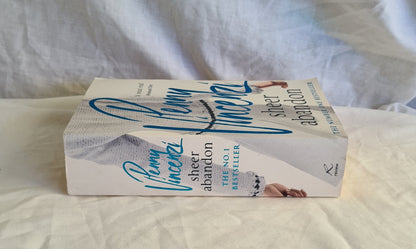 Penny
Vincenzi
sheer
abandon
THE NO 1
BESTSELLER
Penny
Vincenzi
sheer
abandon